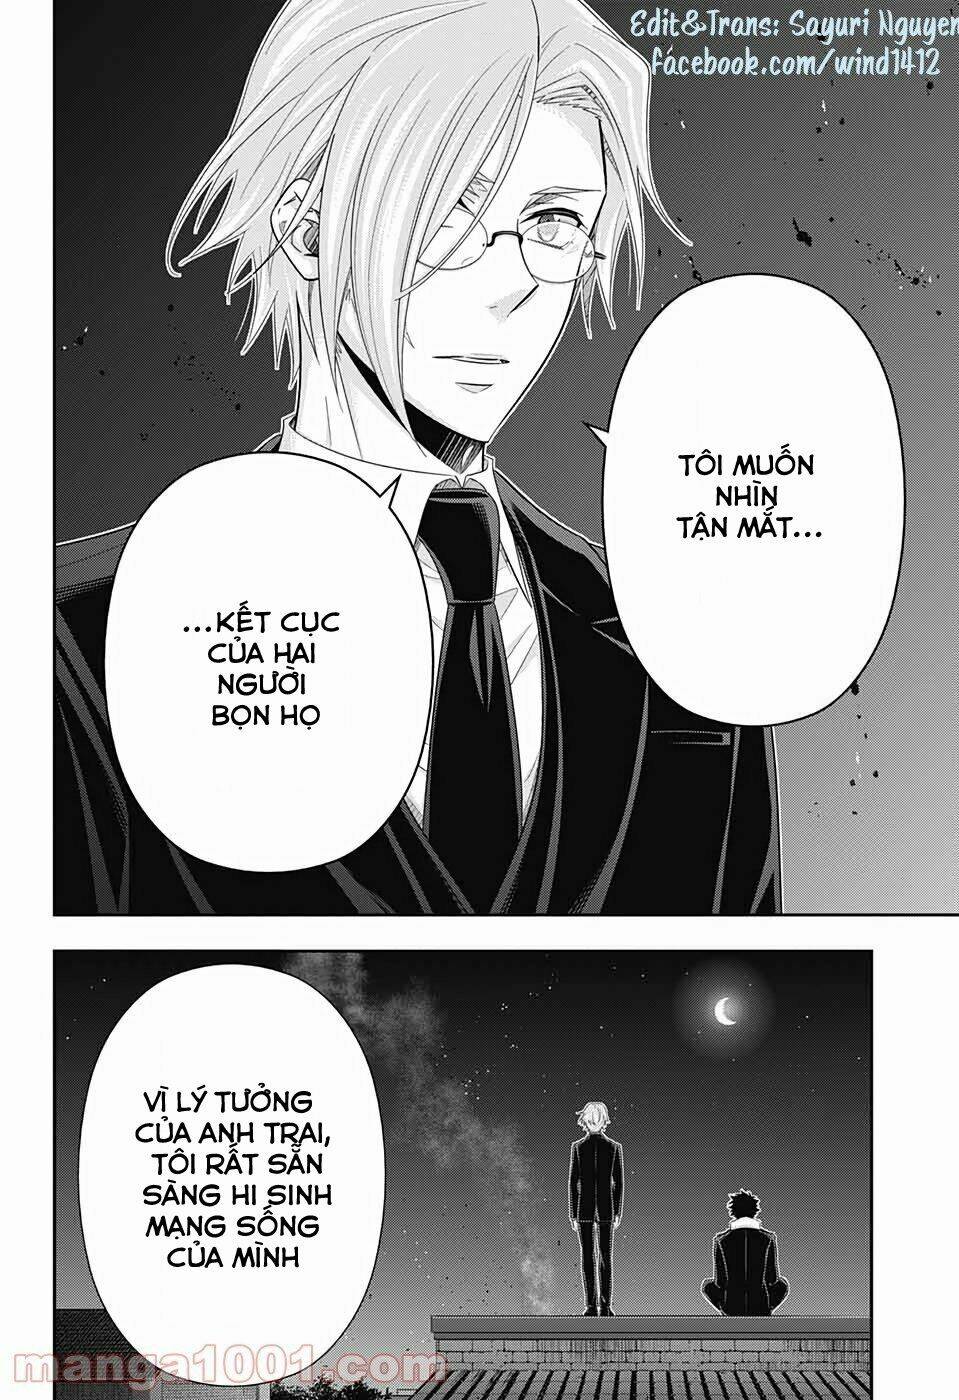 Edit&Trans: Sayuri Nguyen
facebook.com/wind1412
TÔI MUỐN
NHÌN
TẬN MẮT...
...KẾT CỤC
CỦA HAI
NGƯỜI
BỌN HỌ
VÌ LÝ TƯỞNG
CỦA ANH TRAI,
TÔI RẤT SẴN
SÀNG HI SINH
MẠNG SỐNG
CỦA MÌNH
manga1001.com